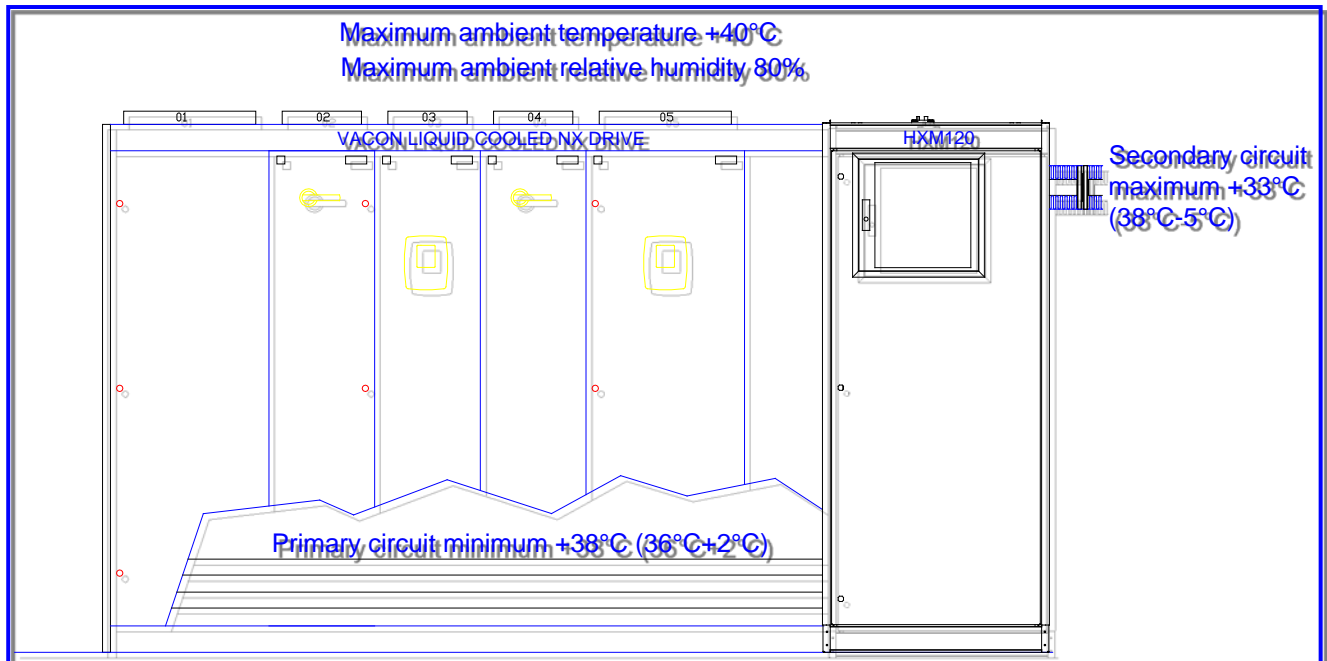 Maximum ambient temperature +40°C
Maximum ambient relative humidity 80%
01 02 03 04 05
VACON LIQUID COOLED NX DRIVE
HXM120
Secondary circuit
maximum +33°C
(38°C-5°C)
Primary circuit minimum +38°C (36°C+2°C)